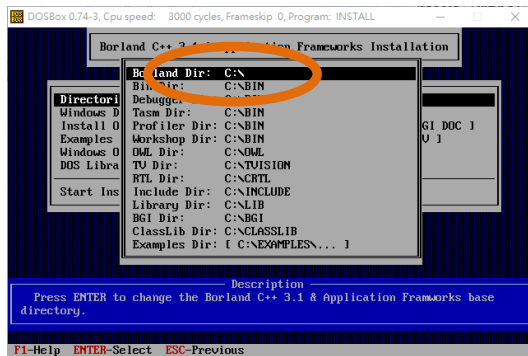 DOSBox 0.74-3, Cpu speed: 3000 cycles, Frameskip 0, Program: INSTALL
Borland C++ 3.1 & Application Frameworks Installation
Borland Dir: C:\
Bin Dir: C:\BIN
Directori
Debugger Dir: C:\BIN
Windows D
Tasm Dir: C:\BIN
Install O
Profiler Dir: C:\BIN
GI DOC ]
Examples
Workshop Dir: C:\BIN
U ]
Windows O
OWL Dir: C:\OWL
DOS Libra
TV Dir: C:\TVISION
RTL Dir: C:\CRTL
Start Ins
Include Dir: C:\INCLUDE
Library Dir: C:\LIB
BGI Dir: C:\BGI
ClassLib Dir: C:\CLASSLIB
Examples Dir: [ C:\EXAMPLES\... ]
Description
Press ENTER to change the Borland C++ 3.1 & Application Framworks base
directory.
F1-Help ENTER-Select ESC-Previous